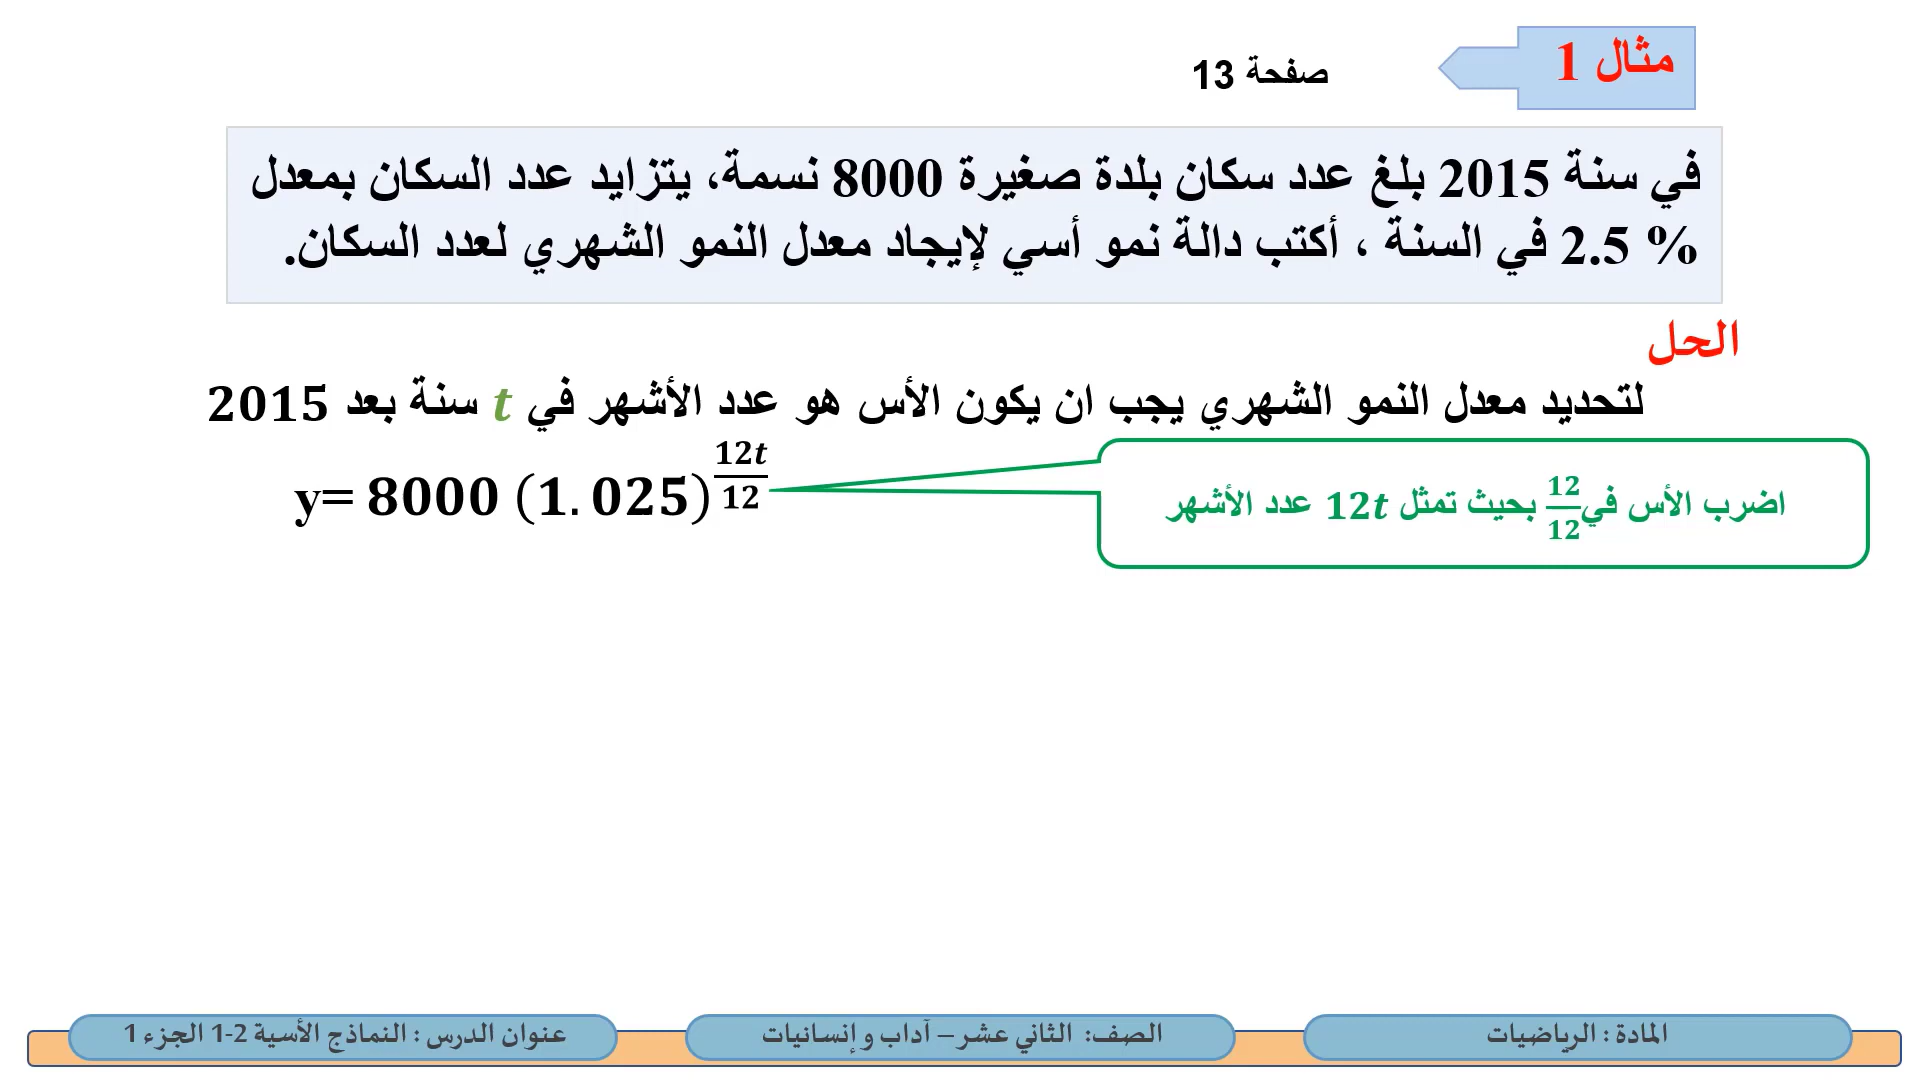 مثال 1
صفحة 13
في سنة 2015 بلغ عدد سكان بلدة صغيرة 8000 نسمة، يتزايد عدد السكان بمعدل
% 2.5 في السنة ، أكتب دالة نمو أسي لإيجاد معدل النمو الشهري لعدد السكان.
الحل
لتحديد معدل النمو الشهري يجب ان يكون الأس هو عدد الأشهر في t سنة بعد 2015
y= 8000 (1.025)^(12t/12)
اضرب الأس في 12/12 بحيث تمثل 12t عدد الأشهر
المادة : الرياضيات
الصف: الثاني عشر – آداب و إنسانيات
عنوان الدرس : النماذج الأسية 2-1 الجزء 1